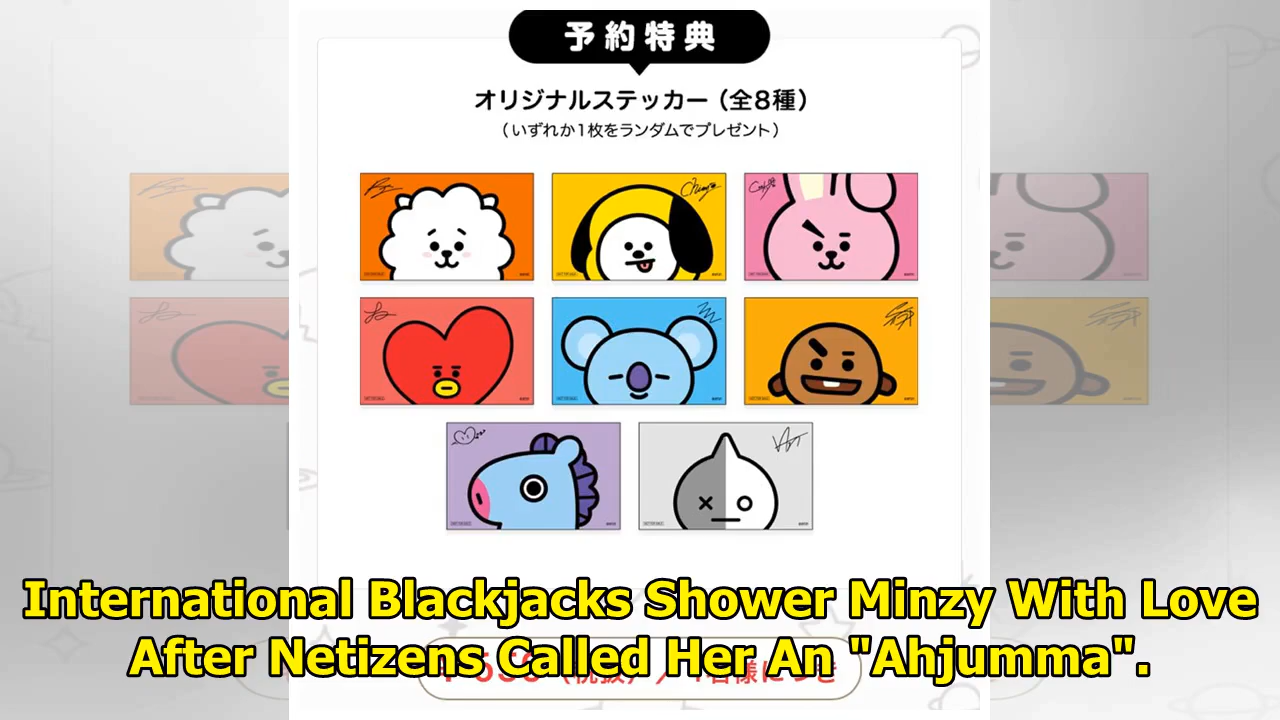 予約特典
オリジナルステッカー（全8種）
（いずれか1枚をランダムでプレゼント）
International Blackjacks Shower Minzy With Love
After Netizens Called Her An "Ahjumma".